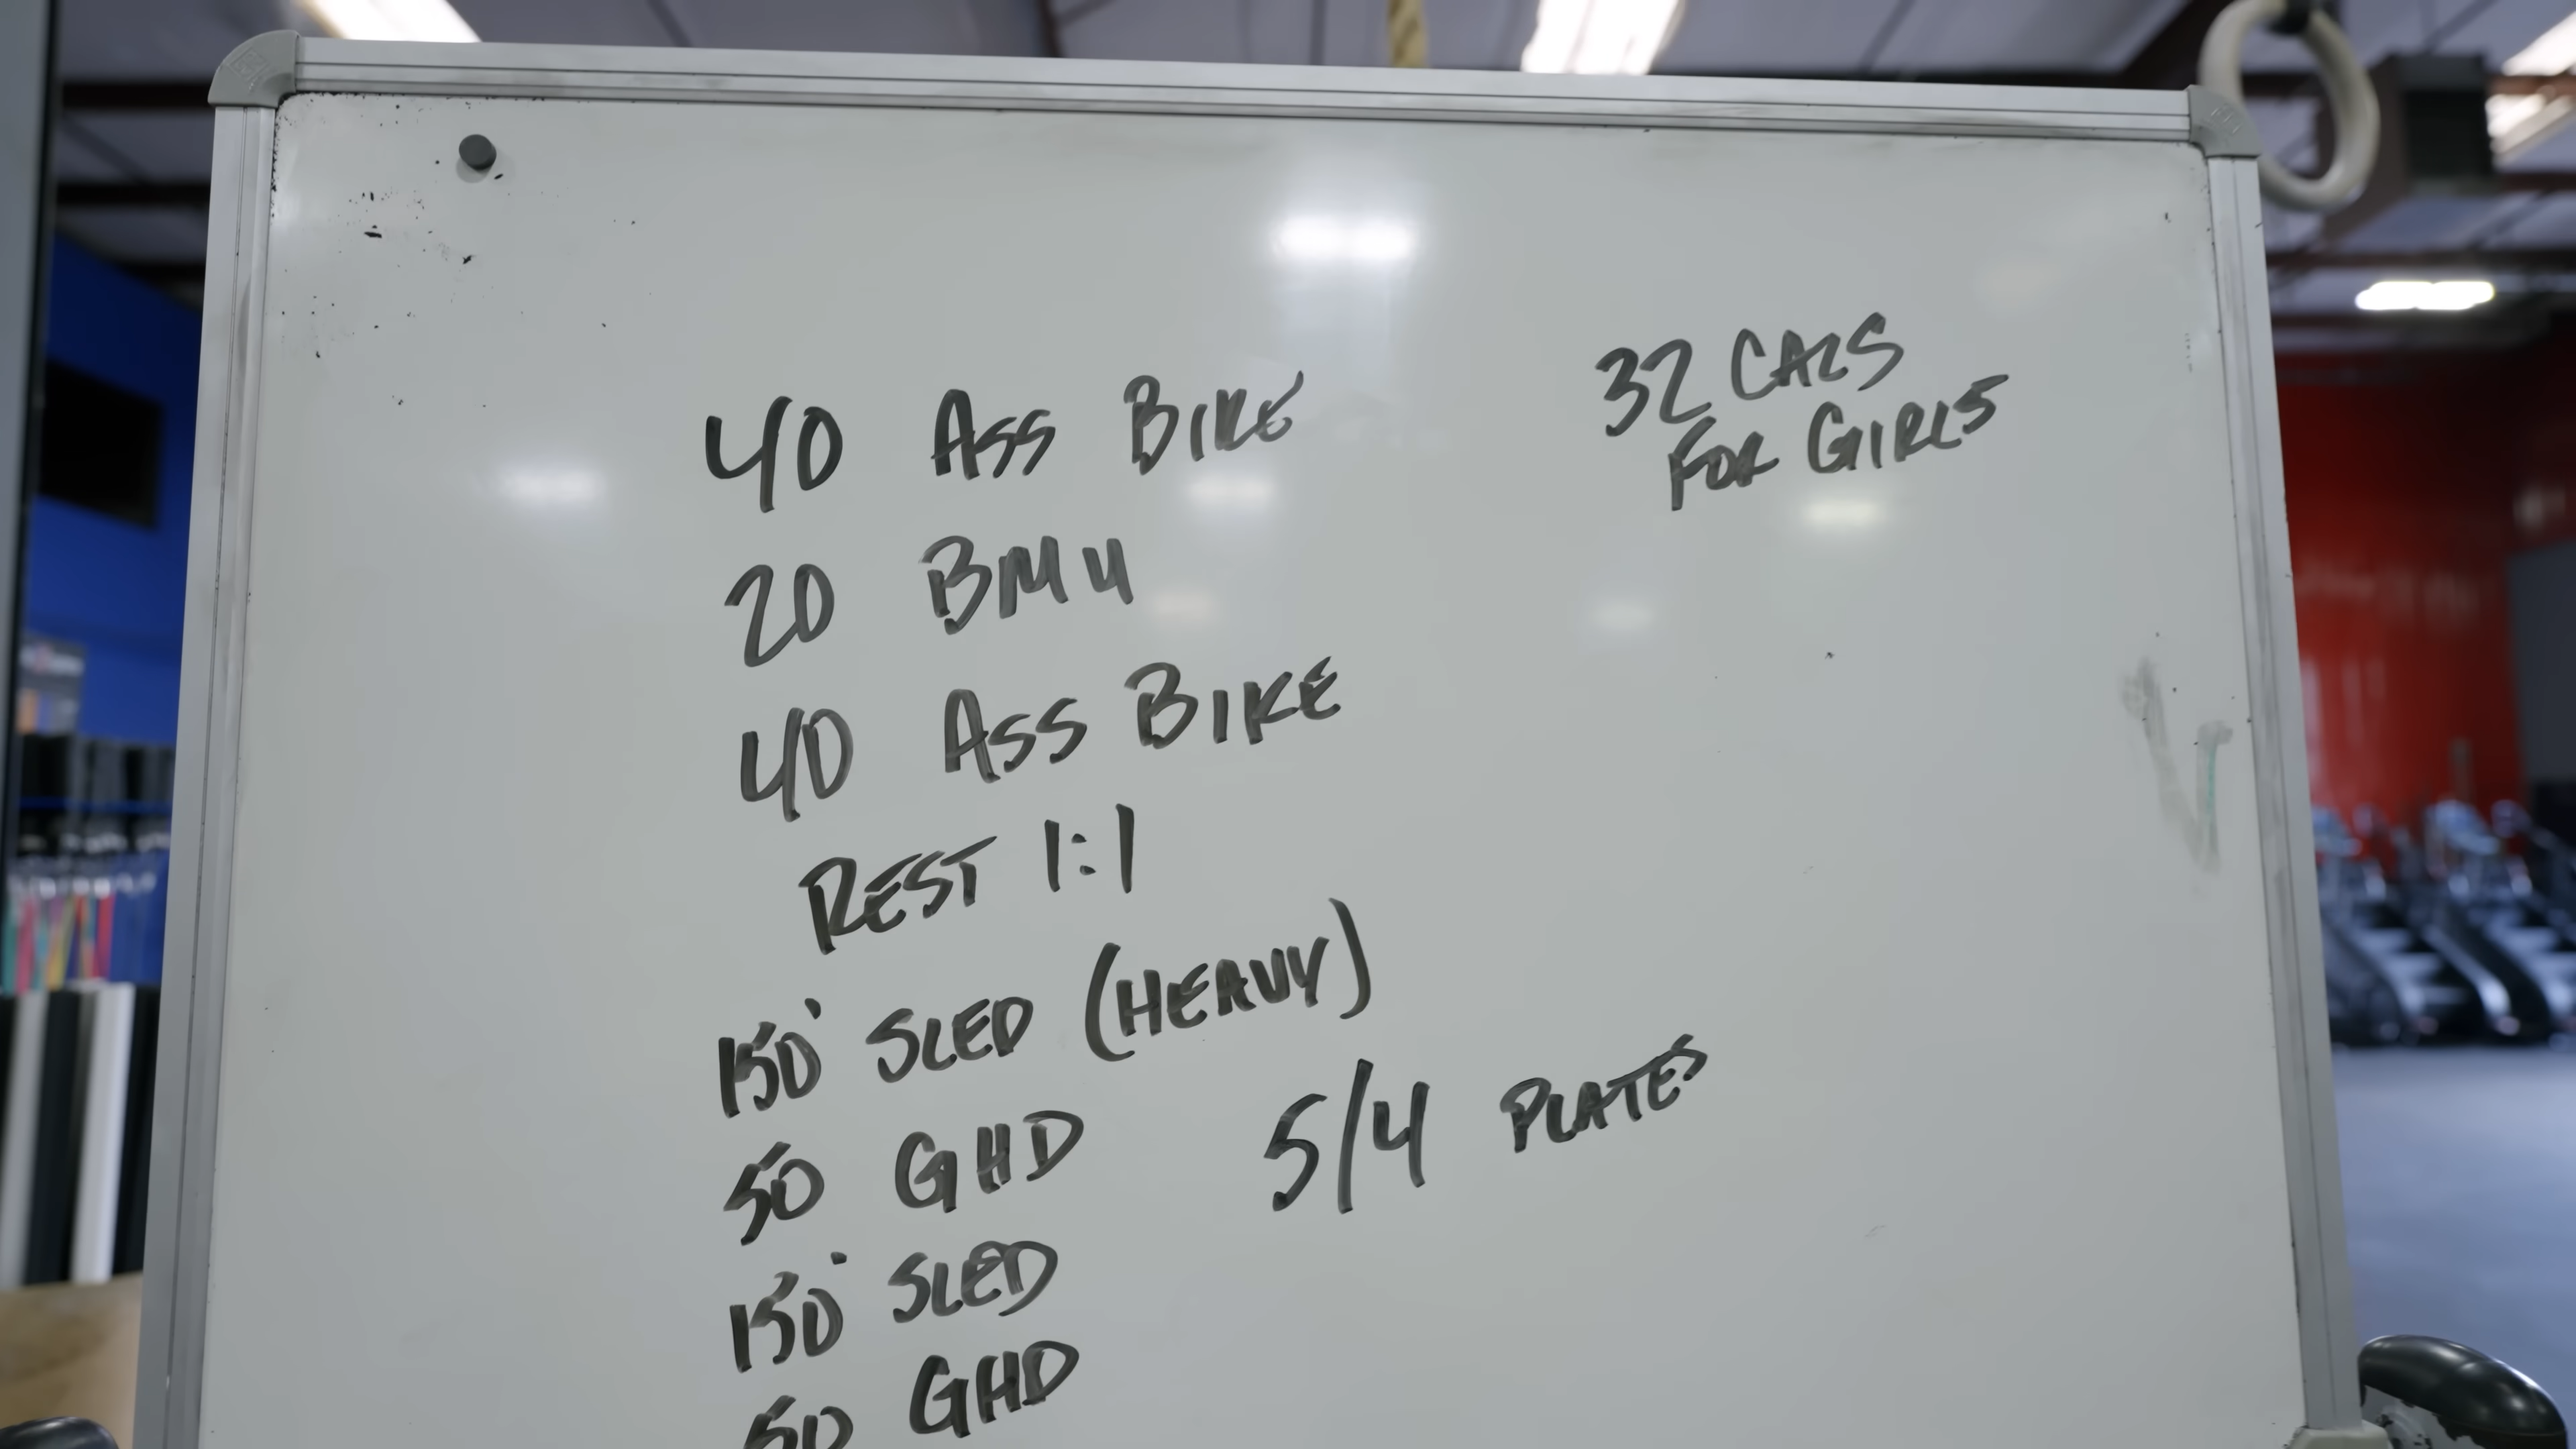 40 Ass Bike
32 CALS
FOR GIRLS
20 BMU
40 Ass BIKE
REST 1:1
150' SLED (HEAVY)
50 GHD
5/4 PLATES
150' SLED
50 GHD